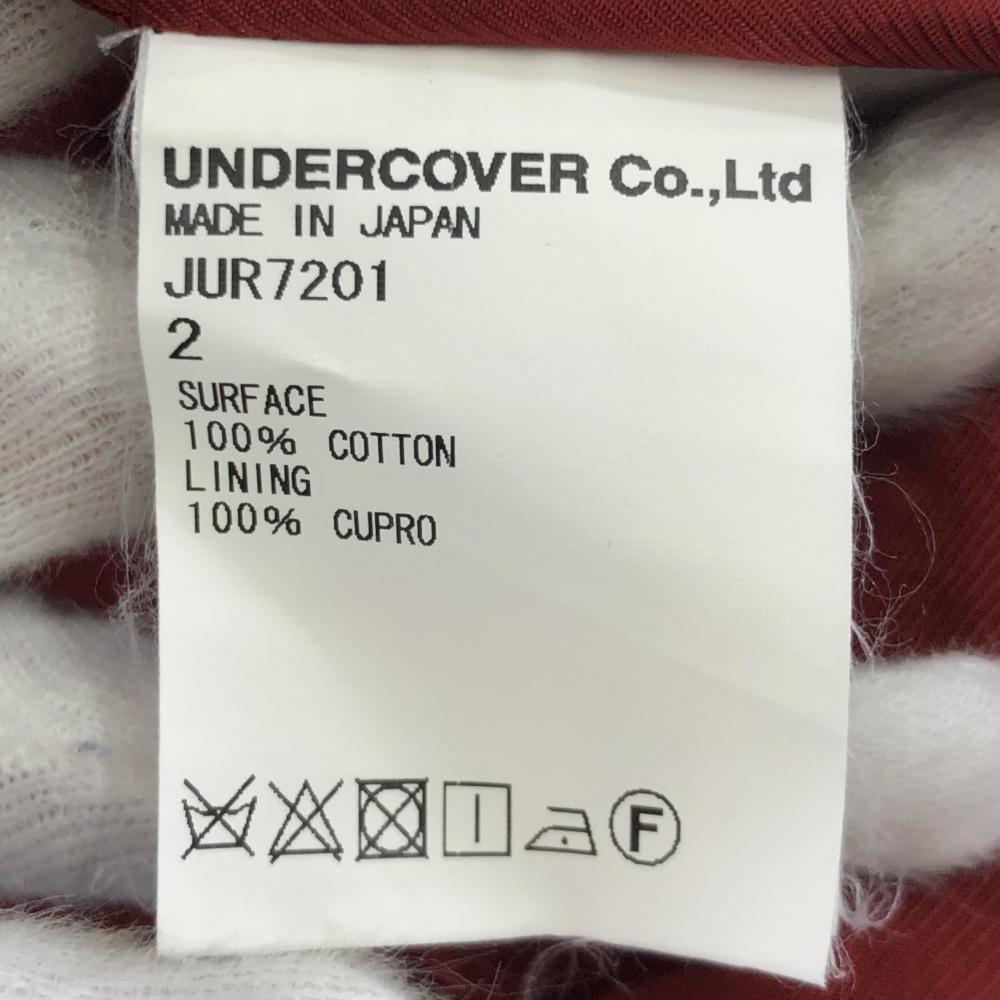 UNDERCOVER Co.,Ltd
MADE IN JAPAN
JUR7201
2
SURFACE
100% COTTON
LINING
100% CUPRO
F